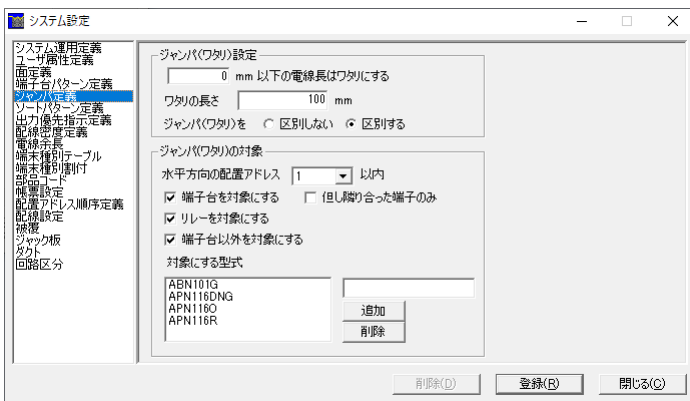 システム設定
システム運用定義
ユーザ属性定義
面定義
端子台パターン定義
ジャンパ定義
ソートパターン定義
出力優先指示定義
配線密度定義
電線余長
端末種別テーブル
端末種別割付
部品コード
帳票設定
配置アドレス順序定義
配線設定
被覆
ジャック板
ダクト
回路区分
ジャンパ(ワタリ)設定
0 mm 以下の電線長はワタリにする
ワタリの長さ 100 mm
ジャンパ(ワタリ)を 区別しない 区別する
ジャンパ(ワタリ)の対象
水平方向の配置アドレス 1 以内
端子台を対象にする 但し隣り合った端子のみ
リレーを対象にする
端子台以外を対象にする
対象にする型式
ABN101G
APN116DNG
APN116O
APN116R
追加
削除
削除(D) 登録(R) 閉じる(C)